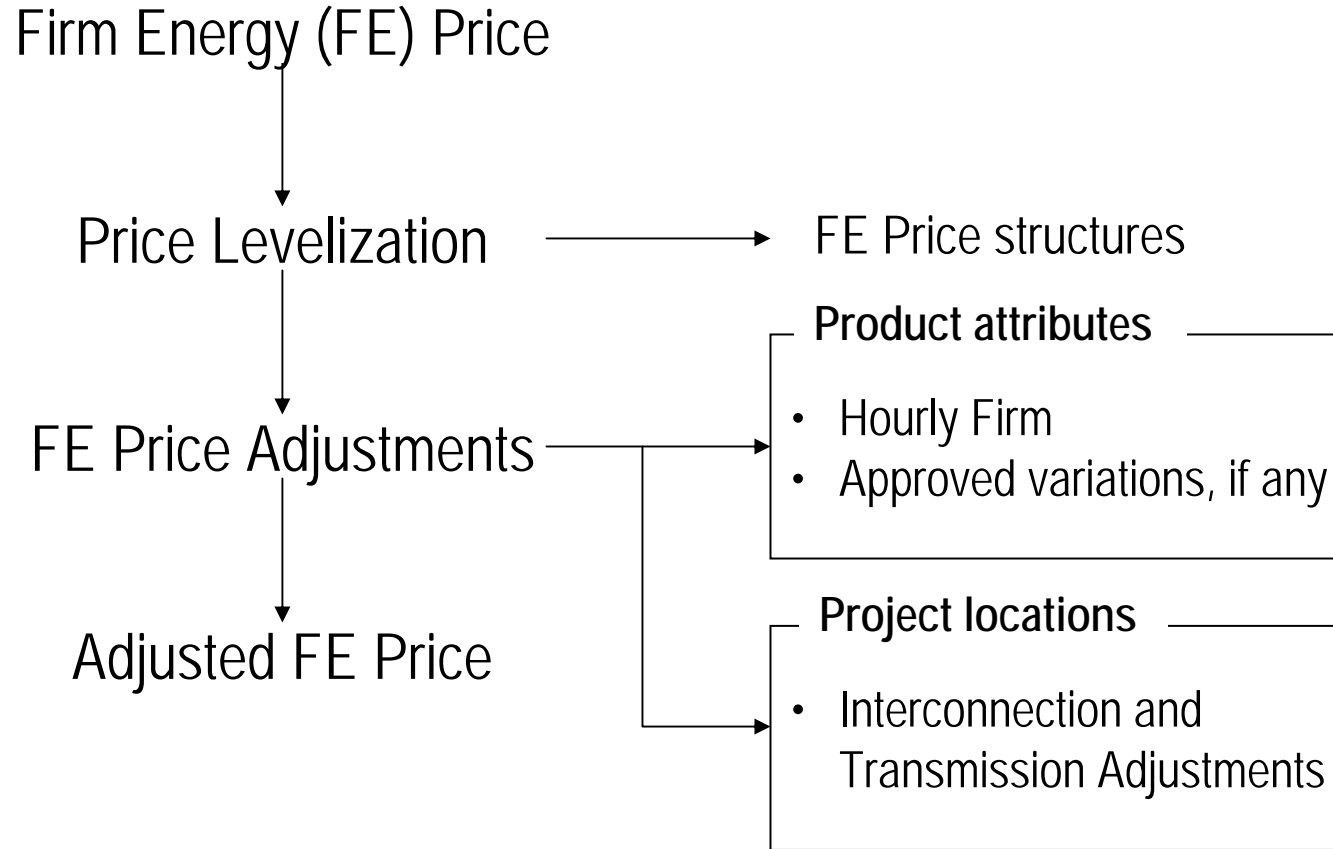 Firm Energy (FE) Price
Price Levelization
FE Price structures
Product attributes
• Hourly Firm
• Approved variations, if any
FE Price Adjustments
Project locations
• Interconnection and
Transmission Adjustments
Adjusted FE Price